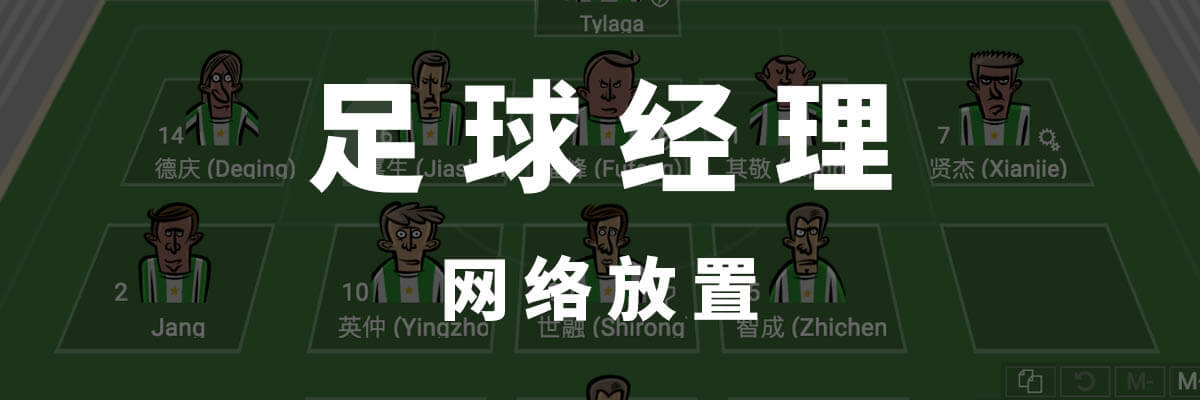 Tylaga
足球经理
14
7
德庆 (Deqing)
贤杰 (Xianjie)
网络放置
2
10
Jang
英仲 (Yingzho
世融 (Shirong
智成 (Zhichen
M-
M-